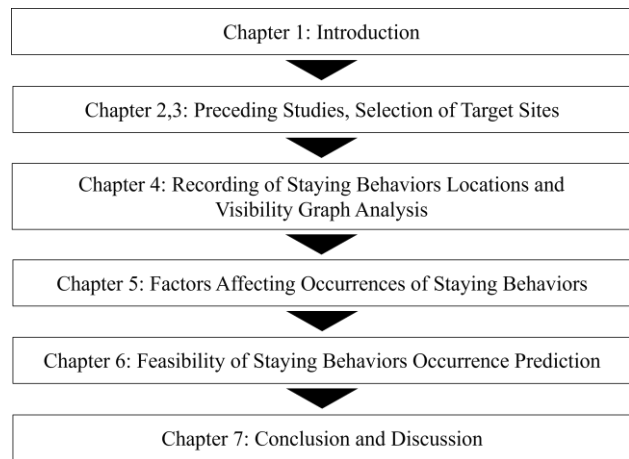 Chapter 1: Introduction
Chapter 2,3: Preceding Studies, Selection of Target Sites
Chapter 4: Recording of Staying Behaviors Locations and
Visibility Graph Analysis
Chapter 5: Factors Affecting Occurrences of Staying Behaviors
Chapter 6: Feasibility of Staying Behaviors Occurrence Prediction
Chapter 7: Conclusion and Discussion